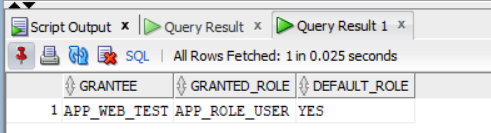 Script Output x Query Result x Query Result 1 x
SQL | All Rows Fetched: 1 in 0.025 seconds
GRANTEE GRANTED_ROLE DEFAULT_ROLE
1 APP_WEB_TEST APP_ROLE_USER YES